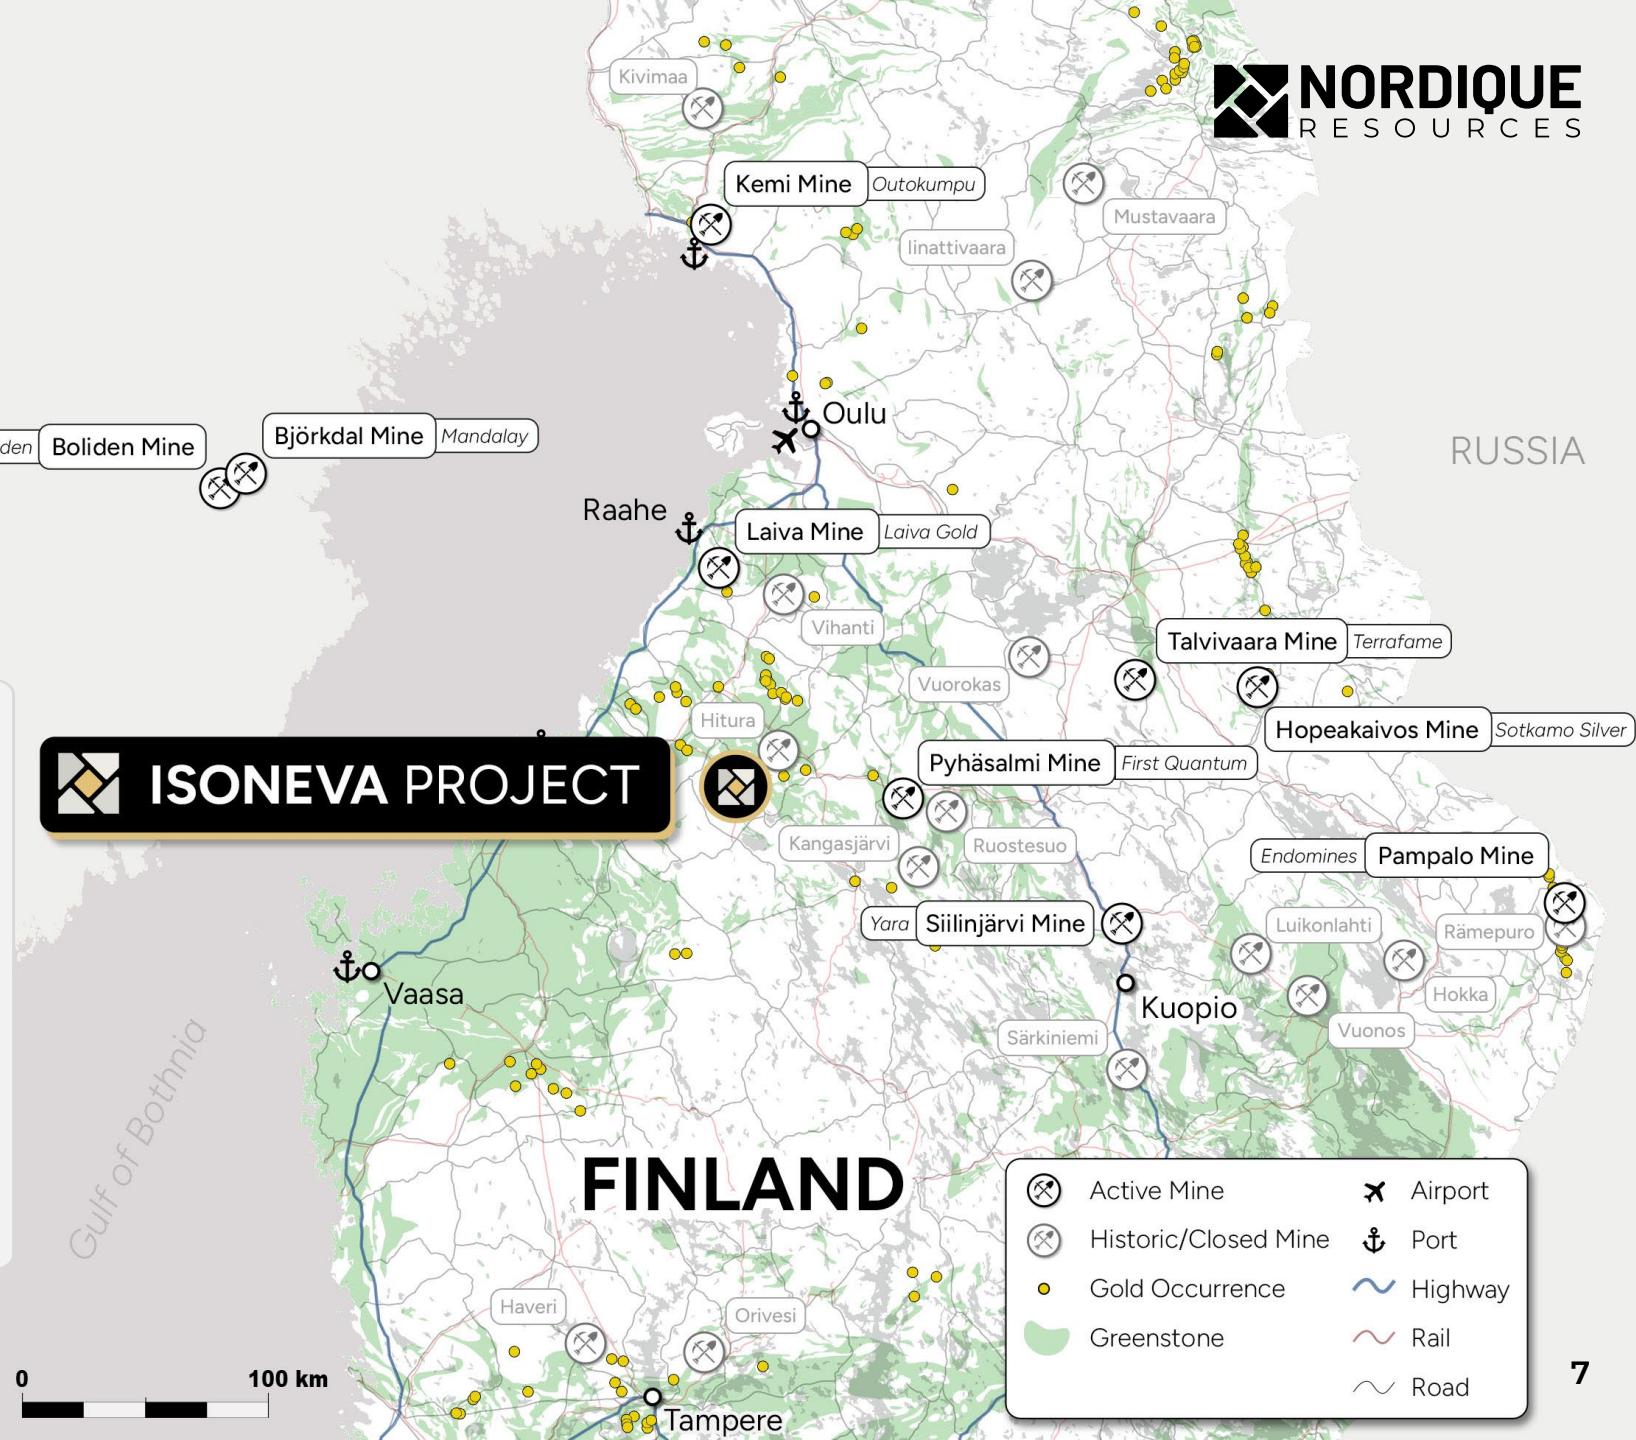 Kivimaa
NORDIQUE
RESOURCES
Kemi Mine Outokumpu
Mustavaara
Iinattivaara
Oulu
Björkdal Mine Mandalay
den Boliden Mine
RUSSIA
Raahe
Laiva Mine Laiva Gold
Vihanti
Talvivaara Mine Terrafame
Vuorokas
Hitura
Hopeakaivos Mine Sotkamo Silver
Pyhäsalmi Mine First Quantum
ISONEVA PROJECT
Kangasjärvi
Ruostesuo
Endomines Pampalo Mine
Yara Siilinjärvi Mine
Luikonlahti
Rämepuro
Vaasa
Hokka
Kuopio
Vuonos
Särkiniemi
Gulf of Bothnia
FINLAND
Active Mine
Historic/Closed Mine
Gold Occurrence
Greenstone
Airport
Port
Highway
Rail
Road
Haveri
Orivesi
0 100 km
Tampere
7